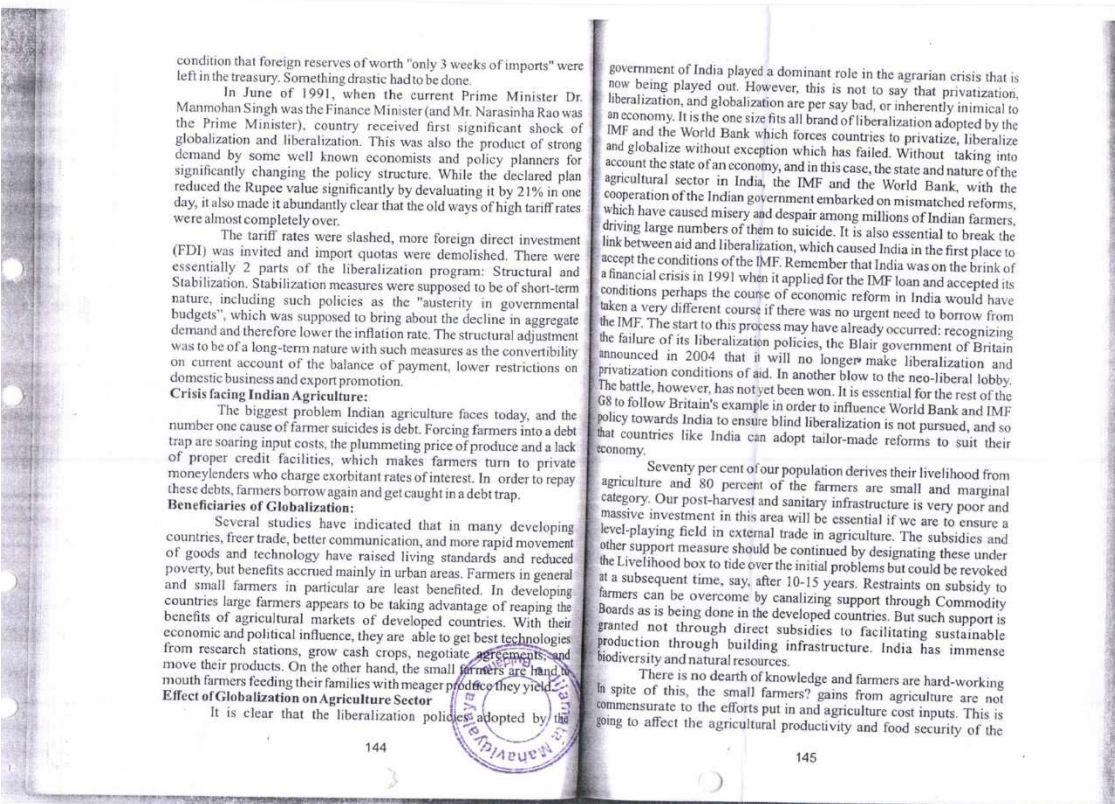 condition that foreign reserves of worth "only 3 weeks of imports" were
left in the treasury. Something drastic had to be done.
In June of 1991, when the current Prime Minister Dr.
Manmohan Singh was the Finance Minister (and Mr. Narasinha Rao was
the Prime Minister), country received first significant shock of
globalization and liberalization. This was also the product of strong
demand by some well known economists and policy planners for
significantly changing the policy structure. While the declared plan
reduced the Rupee value significantly by devaluating it by 21% in one
day, it also made it abundantly clear that the old ways of high tariff rates
were almost completely over.
The tariff rates were slashed, more foreign direct investment
(FDI) was invited and import quotas were demolished. There were
essentially 2 parts of the liberalization program: Structural and
Stabilization. Stabilization measures were supposed to be of short-term
nature, including such policies as the "austerity in governmental
budgets", which was supposed to bring about the decline in aggregate
demand and therefore lower the inflation rate. The structural adjustment
was to be of a long-term nature with such measures as the convertibility
on current account of the balance of payment, lower restrictions on
domestic business and export promotion.
Crisis facing Indian Agriculture:
The biggest problem Indian agriculture faces today, and the
number one cause of farmer suicides is debt. Forcing farmers into a debt
trap are soaring input costs, the plummeting price of produce and a lack
of proper credit facilities, which makes farmers turn to private
moneylenders who charge exorbitant rates of interest. In order to repay
these debts, farmers borrow again and get caught in a debt trap.
Beneficiaries of Globalization:
Several studies have indicated that in many developing
countries, freer trade, better communication, and more rapid movement
of goods and technology have raised living standards and reduced
poverty, but benefits accrued mainly in urban areas. Farmers in general
and small farmers in particular are least benefited. In developing
countries large farmers appears to be taking advantage of reaping the
benefits of agricultural markets of developed countries. With their
economic and political influence, they are able to get best technologies
from research stations, grow cash crops, negotiate agreements, and
move their products. On the other hand, the small farmers are hand to
mouth farmers feeding their families with meager produce they yield.
Effect of Globalization on Agriculture Sector
It is clear that the liberalization policies adopted by the
144
Mahavidyalaya
government of India played a dominant role in the agrarian crisis that is
now being played out. However, this is not to say that privatization,
liberalization, and globalization are per say bad, or inherently inimical to
an economy. It is the one size fits all brand of liberalization adopted by the
IMF and the World Bank which forces countries to privatize, liberalize
and globalize without exception which has failed. Without taking into
account the state of an economy, and in this case, the state and nature of the
agricultural sector in India, the IMF and the World Bank, with the
cooperation of the Indian government embarked on mismatched reforms,
which have caused misery and despair among millions of Indian farmers,
driving large numbers of them to suicide. It is also essential to break the
link between aid and liberalization, which caused India in the first place to
accept the conditions of the IMF. Remember that India was on the brink of
a financial crisis in 1991 when it applied for the IMF loan and accepted its
conditions perhaps the course of economic reform in India would have
taken a very different course if there was no urgent need to borrow from
the IMF. The start to this process may have already occurred: recognizing
the failure of its liberalization policies, the Blair government of Britain
announced in 2004 that it will no longer make liberalization and
privatization conditions of aid. In another blow to the neo-liberal lobby.
The battle, however, has not yet been won. It is essential for the rest of the
G8 to follow Britain's example in order to influence World Bank and IMF
policy towards India to ensure blind liberalization is not pursued, and so
that countries like India can adopt tailor-made reforms to suit their
economy.
Seventy per cent of our population derives their livelihood from
agriculture and 80 percent of the farmers are small and marginal
category. Our post-harvest and sanitary infrastructure is very poor and
massive investment in this area will be essential if we are to ensure a
level-playing field in external trade in agriculture. The subsidies and
other support measure should be continued by designating these under
the Livelihood box to tide over the initial problems but could be revoked
at a subsequent time, say, after 10-15 years. Restraints on subsidy to
farmers can be overcome by canalizing support through Commodity
Boards as is being done in the developed countries. But such support is
granted not through direct subsidies to facilitating sustainable
production through building infrastructure. India has immense
biodiversity and natural resources.
There is no dearth of knowledge and farmers are hard-working
In spite of this, the small farmers? gains from agriculture are not
commensurate to the efforts put in and agriculture cost inputs. This is
going to affect the agricultural productivity and food security of the
145